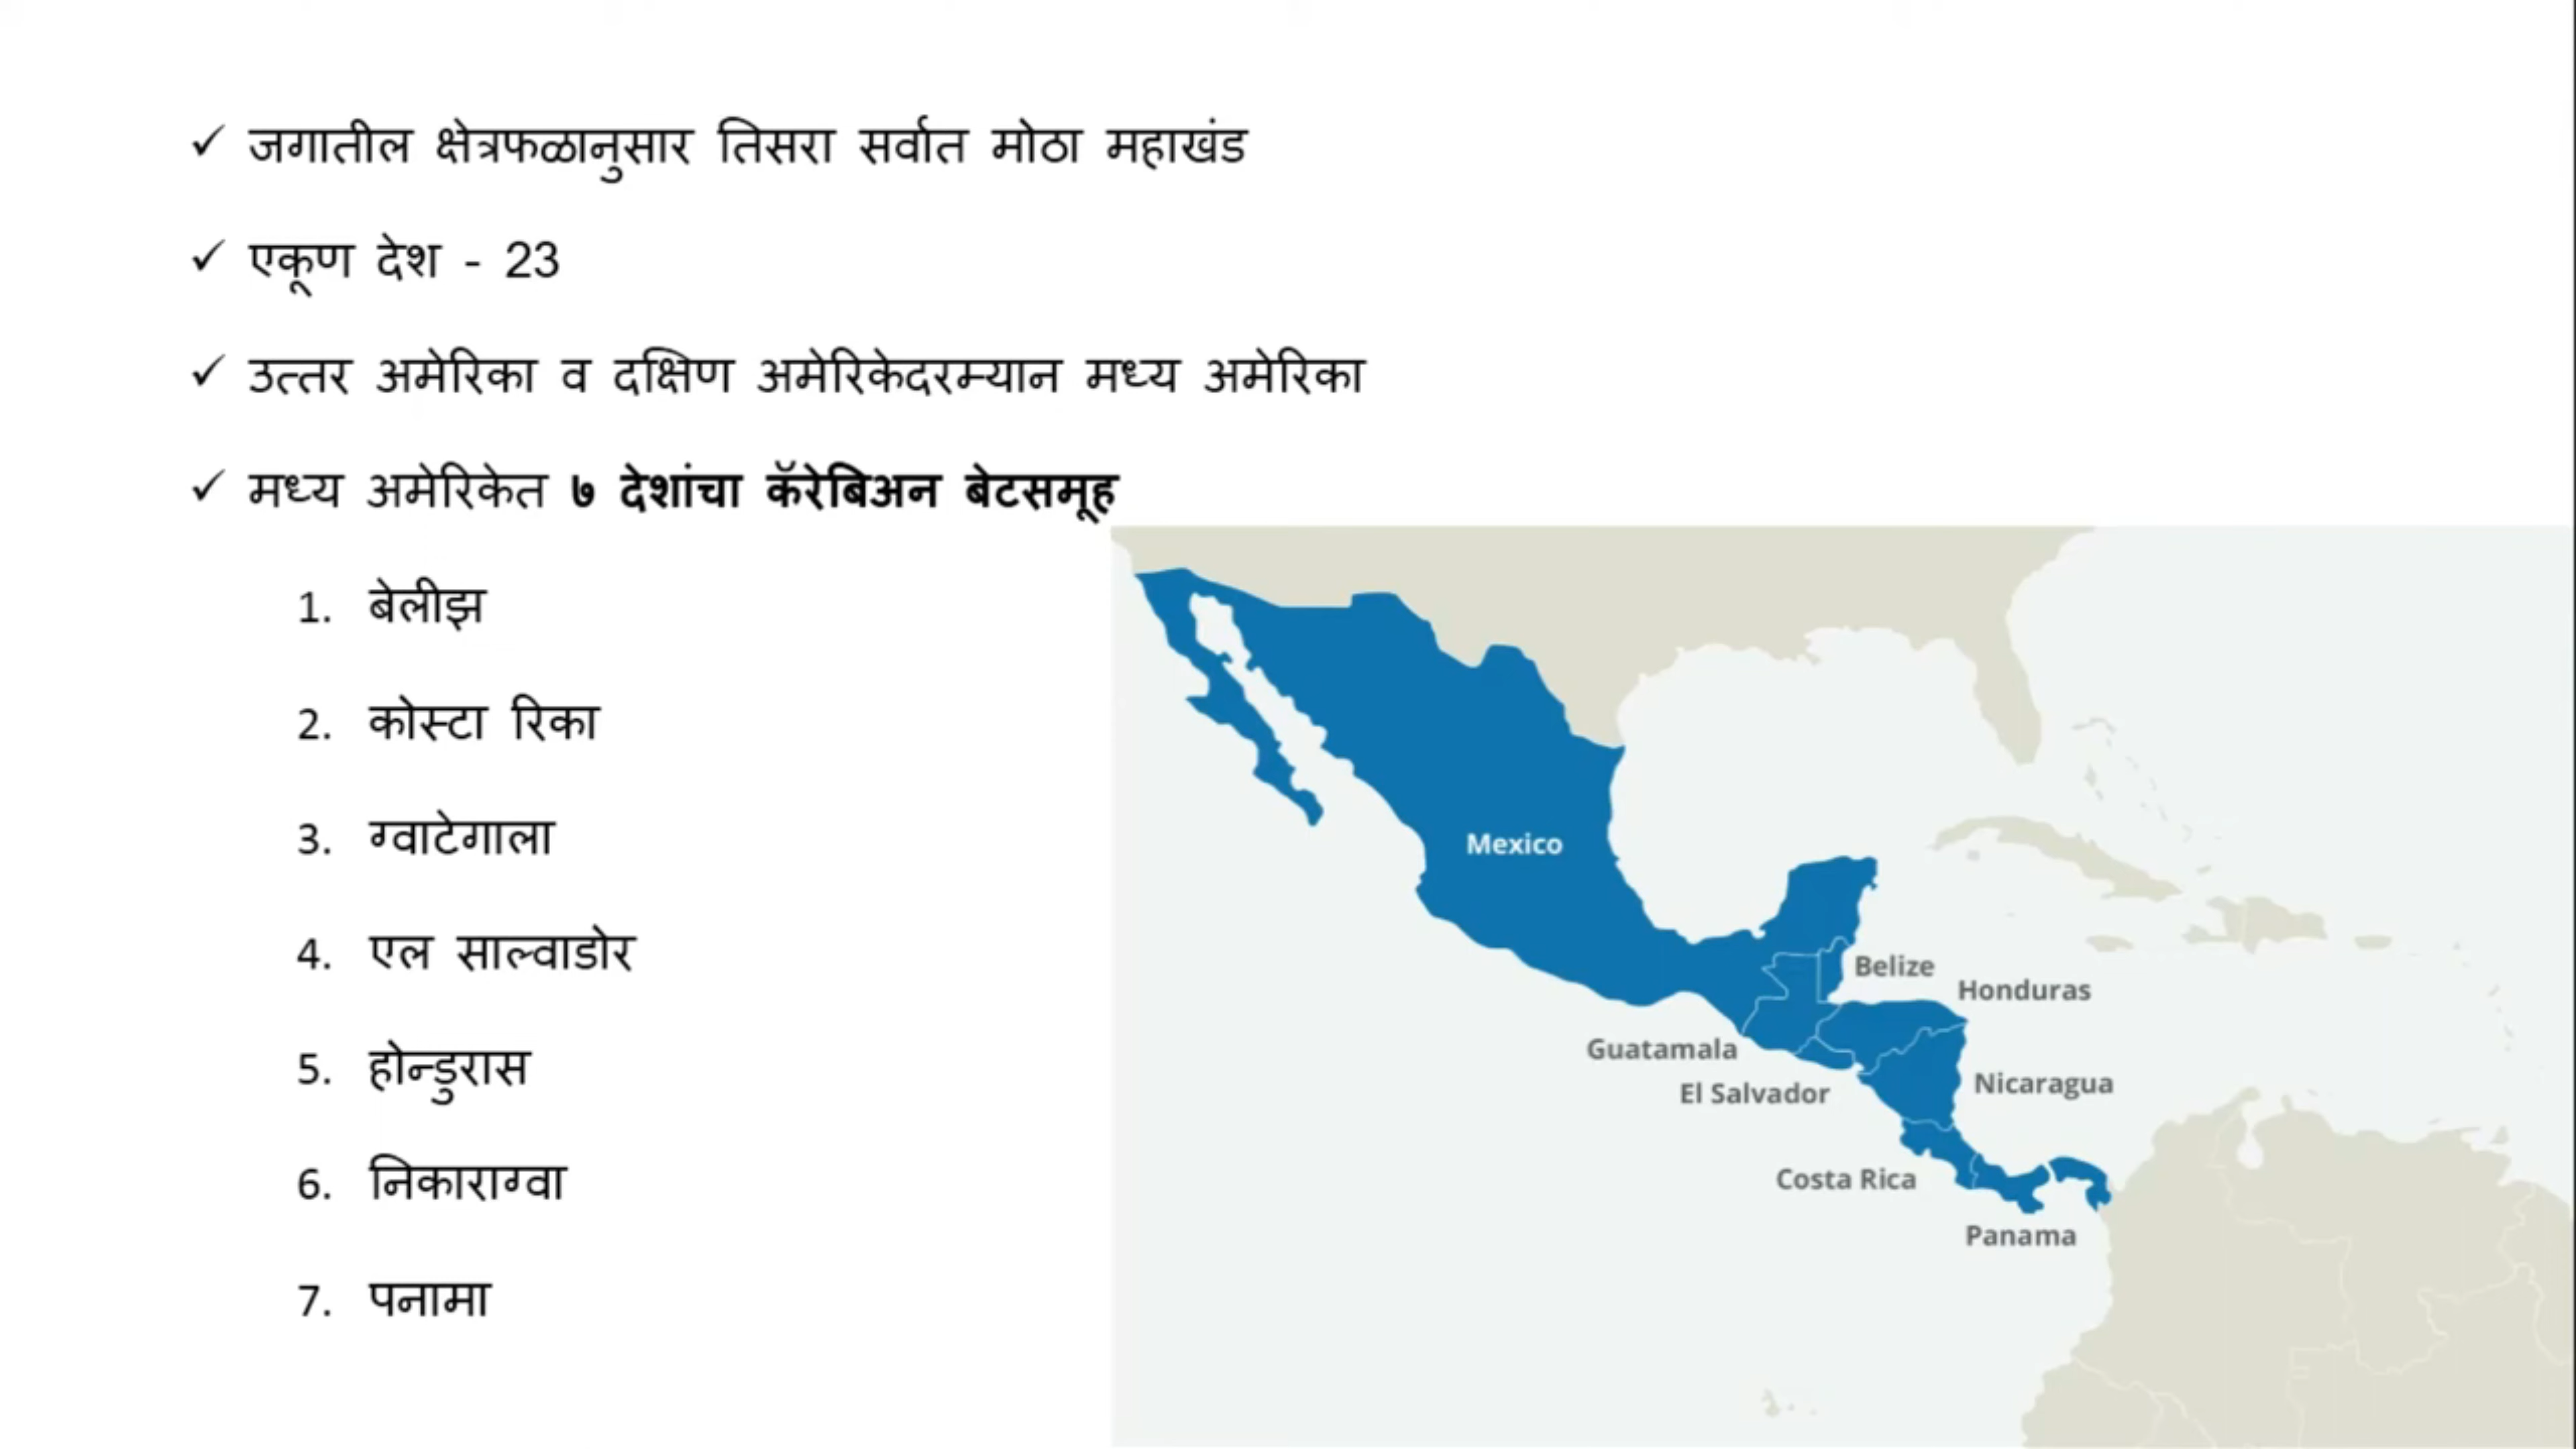 ✓ जगातील क्षेत्रफळानुसार तिसरा सर्वात मोठा महाखंड
✓ एकूण देश - 23
✓ उत्तर अमेरिका व दक्षिण अमेरिकेदरम्यान मध्य अमेरिका
✓ मध्य अमेरिकेत ७ देशांचा कॅरेबिअन बेटसमूह
1. बेलीझ
2. कोस्टा रिका
3. ग्वाटेगाला
4. एल साल्वाडोर
5. होन्डुरास
6. निकाराग्वा
7. पनामा
Mexico
Belize
Honduras
Guatamala
El Salvador
Nicaragua
Costa Rica
Panama